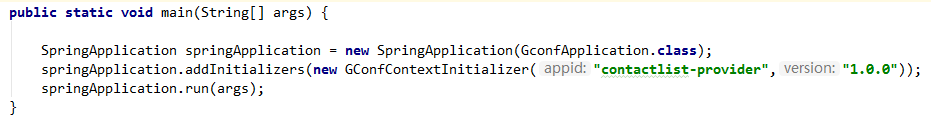 public static void main(String[] args) {
SpringApplication springApplication = new SpringApplication(GconfApplication.class);
springApplication.addInitializers(new GConfContextInitializer( appid: "contactlist-provider", version: "1.0.0"));
springApplication.run(args);
}